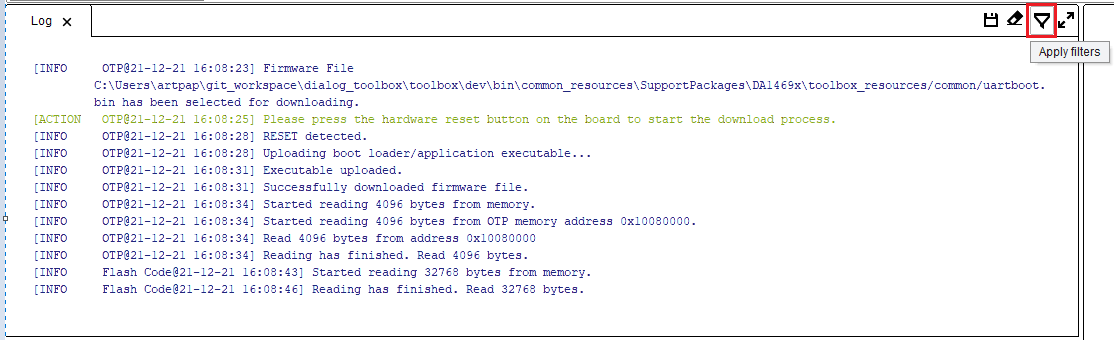 Log
Apply filters
[INFO OTP@21-12-21 16:08:23] Firmware File
C:\Users\artpap\git_workspace\dialog_toolbox\toolbox\dev\bin\common_resources\SupportPackages\DA1469x\toolbox_resources/common/uartboot.
bin has been selected for downloading.
[ACTION OTP@21-12-21 16:08:25] Please press the hardware reset button on the board to start the download process.
[INFO OTP@21-12-21 16:08:28] RESET detected.
[INFO OTP@21-12-21 16:08:28] Uploading boot loader/application executable...
[INFO OTP@21-12-21 16:08:31] Executable uploaded.
[INFO OTP@21-12-21 16:08:31] Successfully downloaded firmware file.
[INFO OTP@21-12-21 16:08:34] Started reading 4096 bytes from memory.
[INFO OTP@21-12-21 16:08:34] Started reading 4096 bytes from OTP memory address 0x10080000.
[INFO OTP@21-12-21 16:08:34] Read 4096 bytes from address 0x10080000
[INFO OTP@21-12-21 16:08:34] Reading has finished. Read 4096 bytes.
[INFO Flash Code@21-12-21 16:08:43] Started reading 32768 bytes from memory.
[INFO Flash Code@21-12-21 16:08:46] Reading has finished. Read 32768 bytes.